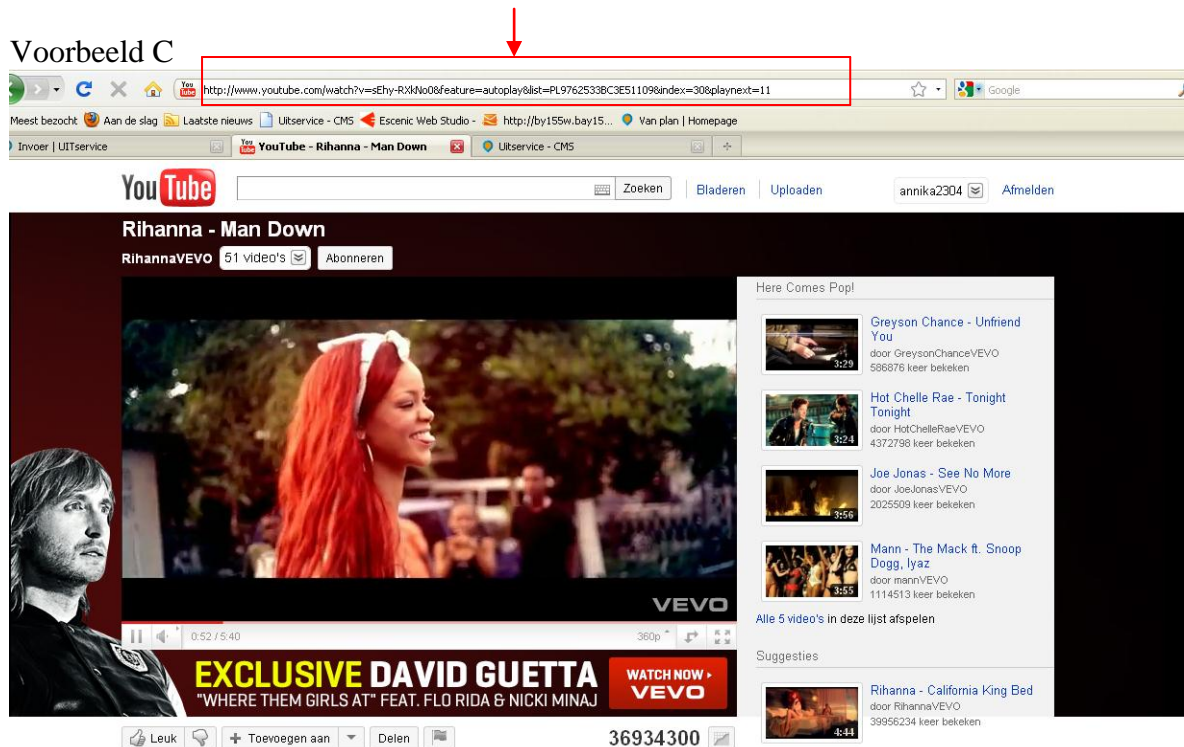 Voorbeeld C
http://www.youtube.com/watch?v=sEhy-RXkNo0&feature=autoplay&list=PL9762533BC3E51109&index=30&playnext=11
Google
Meest bezocht Aan de slag Laatste nieuws Uitservice - CMS Escenic Web Studio - http://by155w.bay15... Van plan | Homepage
Invoer | UITservice YouTube - Rihanna - Man Down Uitservice - CMS
You Tube Zoeken Bladeren Uploaden annika2304 Afmelden
Rihanna - Man Down
RihannaVEVO 51 video's Abonneren
VEVO
0:52 / 5:40 360p
EXCLUSIVE DAVID GUETTA
"WHERE THEM GIRLS AT" FEAT. FLO RIDA & NICKI MINAJ
WATCH NOW
VEVO
Leuk Toevoegen aan Delen 36934300
Here Comes Pop!
Greyson Chance - Unfriend
You
door GreysonChanceVEVO
586876 keer bekeken
3:29
Hot Chelle Rae - Tonight
Tonight
door HotChelleRaeVEVO
4372798 keer bekeken
3:24
Joe Jonas - See No More
door JoeJonasVEVO
2025509 keer bekeken
3:56
Mann - The Mack ft. Snoop
Dogg, Iyaz
door mannVEVO
1114513 keer bekeken
3:55
Alle 5 video's in deze lijst afspelen
Suggesties
Rihanna - California King Bed
door RihannaVEVO
39956234 keer bekeken
4:44